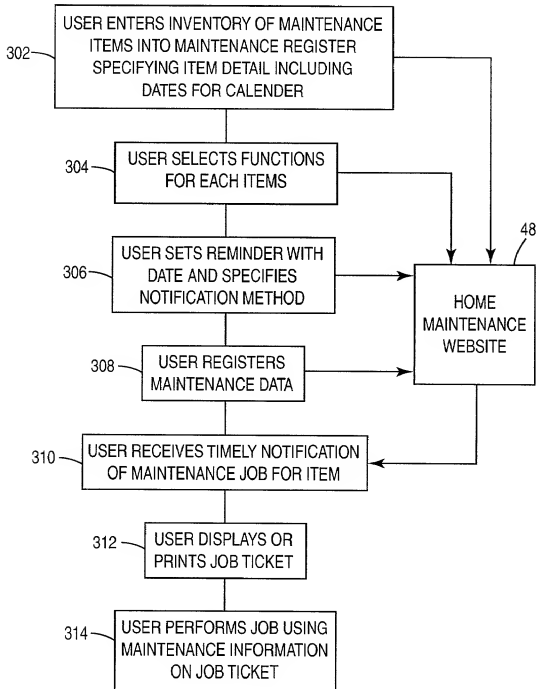 302
USER ENTERS INVENTORY OF MAINTENANCE
ITEMS INTO MAINTENANCE REGISTER
SPECIFYING ITEM DETAIL INCLUDING
DATES FOR CALENDER
304
USER SELECTS FUNCTIONS
FOR EACH ITEMS
48
306
USER SETS REMINDER WITH
DATE AND SPECIFIES
NOTIFICATION METHOD
HOME
MAINTENANCE
WEBSITE
308
USER REGISTERS
MAINTENANCE DATA
310
USER RECEIVES TIMELY NOTIFICATION
OF MAINTENANCE JOB FOR ITEM
312
USER DISPLAYS OR
PRINTS JOB TICKET
314
USER PERFORMS JOB USING
MAINTENANCE INFORMATION
ON JOB TICKET